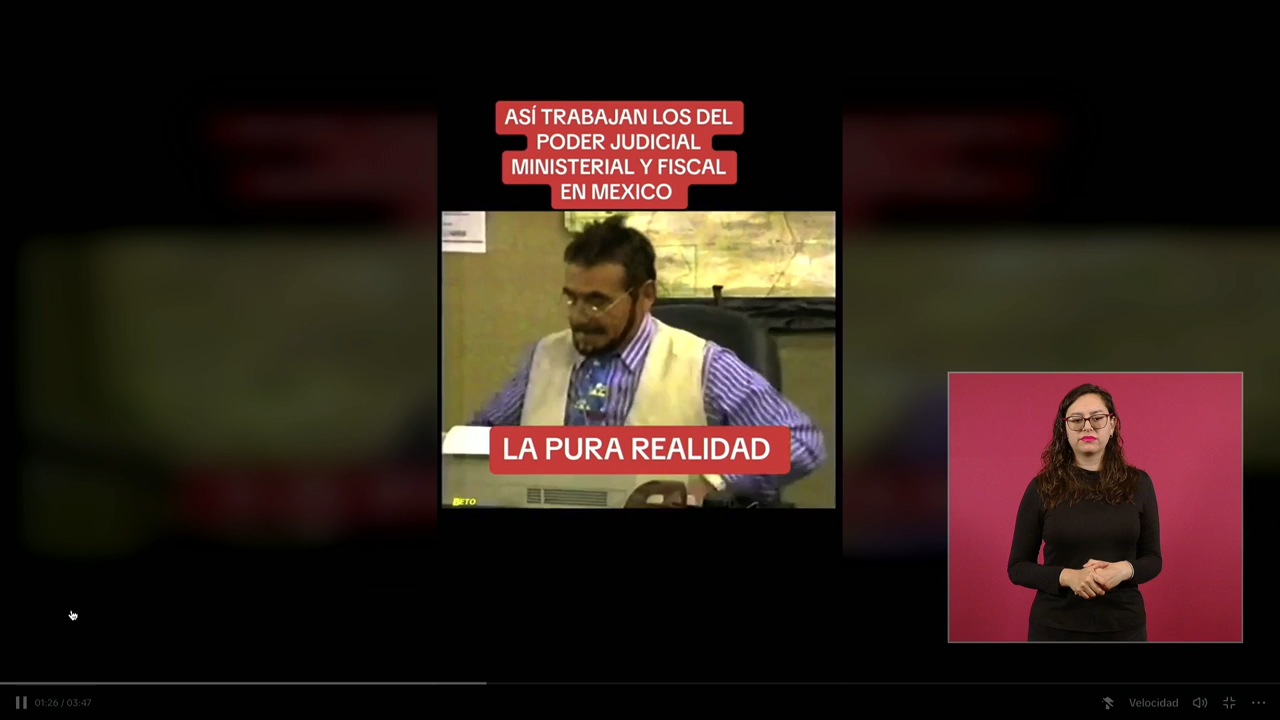 ASÍ TRABAJAN LOS DEL
PODER JUDICIAL
MINISTERIAL Y FISCAL
EN MEXICO
LA PURA REALIDAD
BETO
01:26 / 03:47
Velocidad